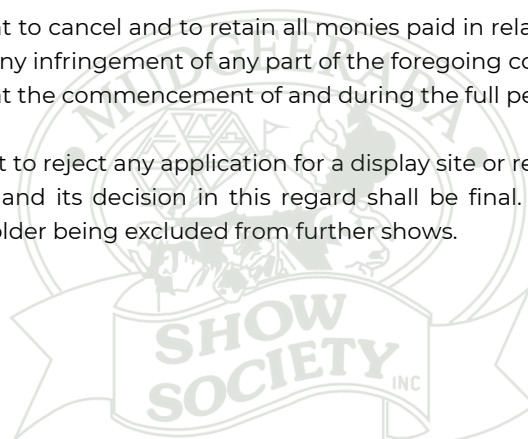 t to cancel and to retain all monies paid in rela
ny infringement of any part of the foregoing co
at the commencement of and during the full pe
t to reject any application for a display site or re
and its decision in this regard shall be final.
older being excluded from further shows.
MUDGEERABA
SHOW
SOCIETY
INC